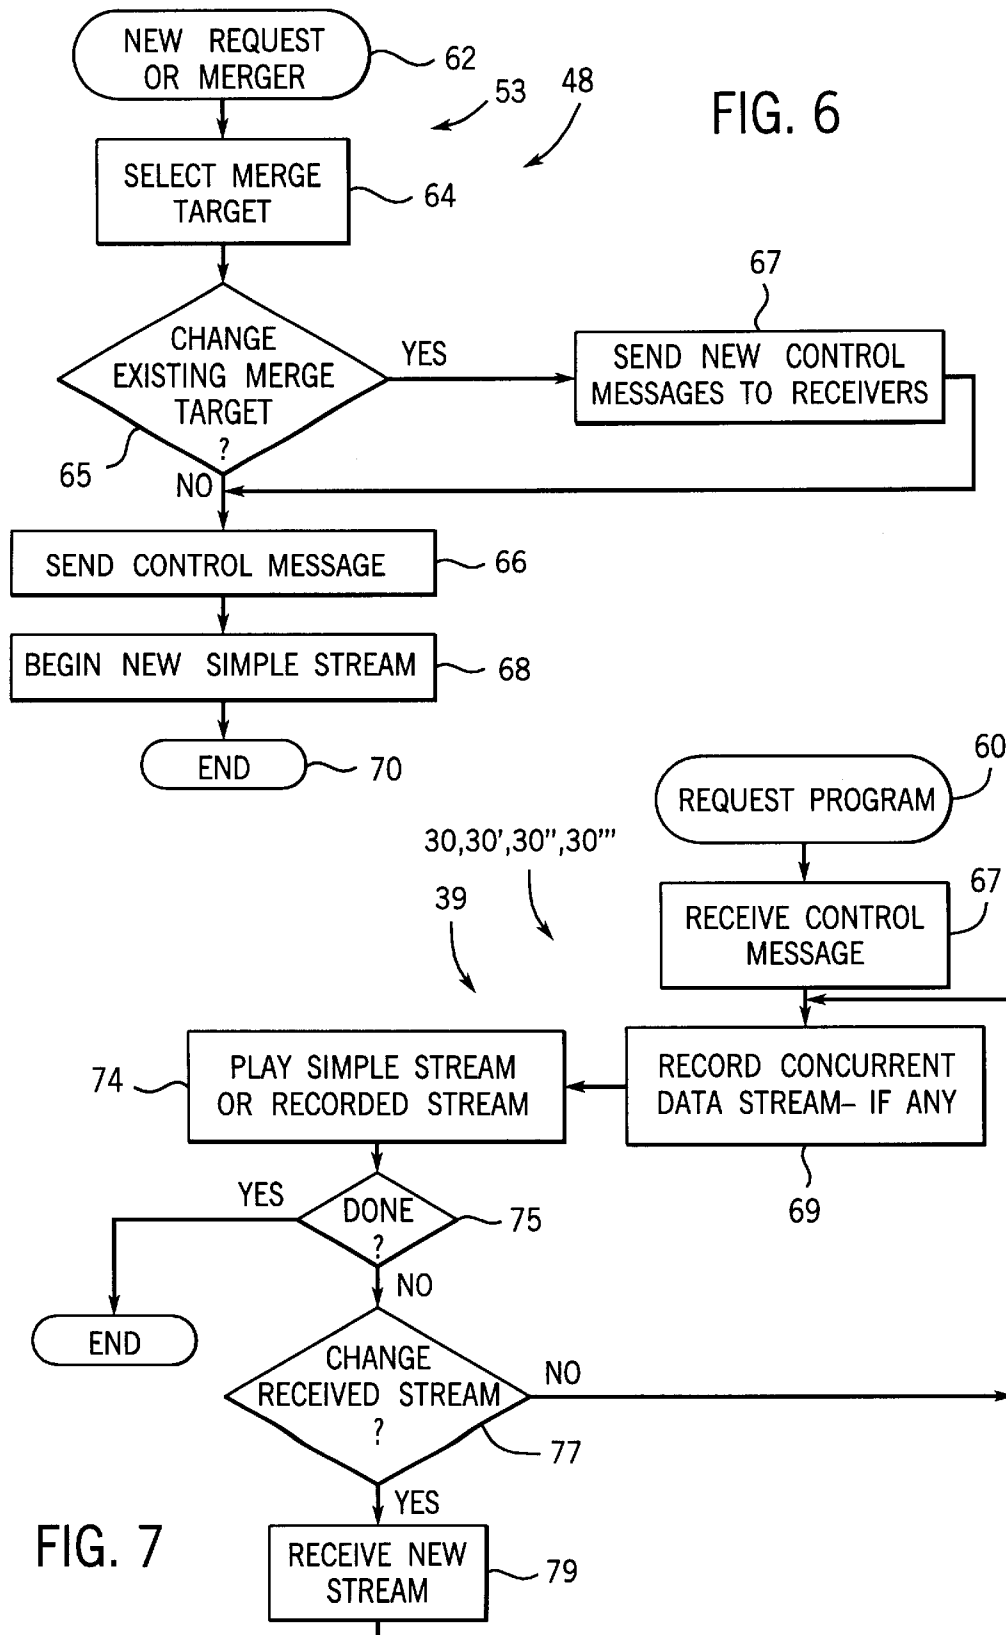 NEW REQUEST
OR MERGER
62
53
48
FIG. 6
SELECT MERGE
TARGET
64
CHANGE
EXISTING MERGE
TARGET
?
65
YES
67
SEND NEW CONTROL
MESSAGES TO RECEIVERS
NO
SEND CONTROL MESSAGE
66
BEGIN NEW SIMPLE STREAM
68
END
70
60
REQUEST PROGRAM
30,30',30",30"'
39
67
RECEIVE CONTROL
MESSAGE
RECORD CONCURRENT
DATA STREAM– IF ANY
69
74
PLAY SIMPLE STREAM
OR RECORDED STREAM
YES
DONE
?
75
NO
END
CHANGE
RECEIVED STREAM
?
NO
77
YES
FIG. 7
RECEIVE NEW
STREAM
79